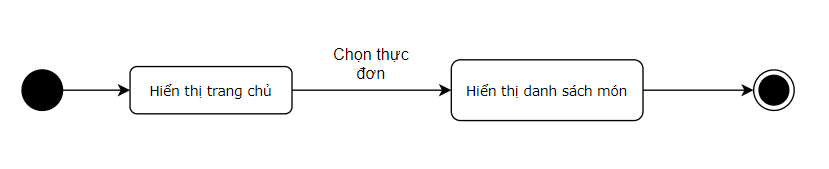 Chọn thực
đơn
Hiển thị trang chủ
Hiển thị danh sách món